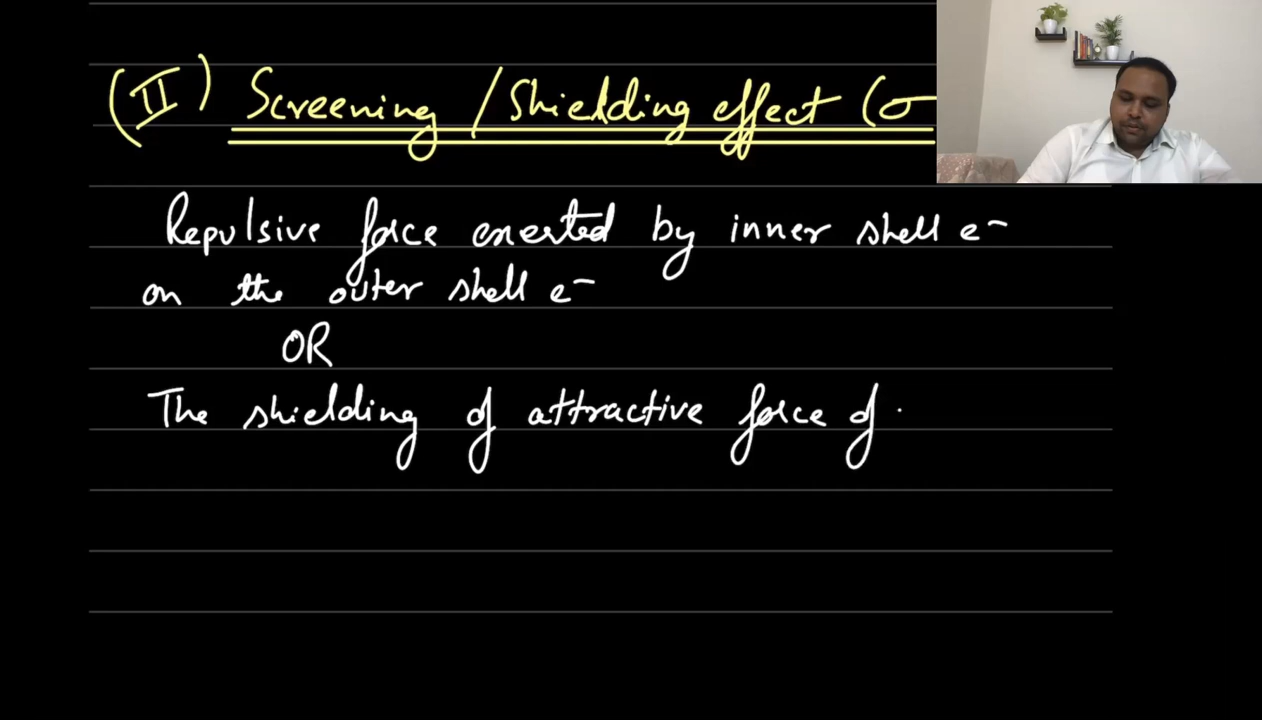 (II) Screening / Shielding effect (σ
Repulsive force exerted by inner shell e⁻
on the outer shell e⁻
OR
The shielding of attractive force of